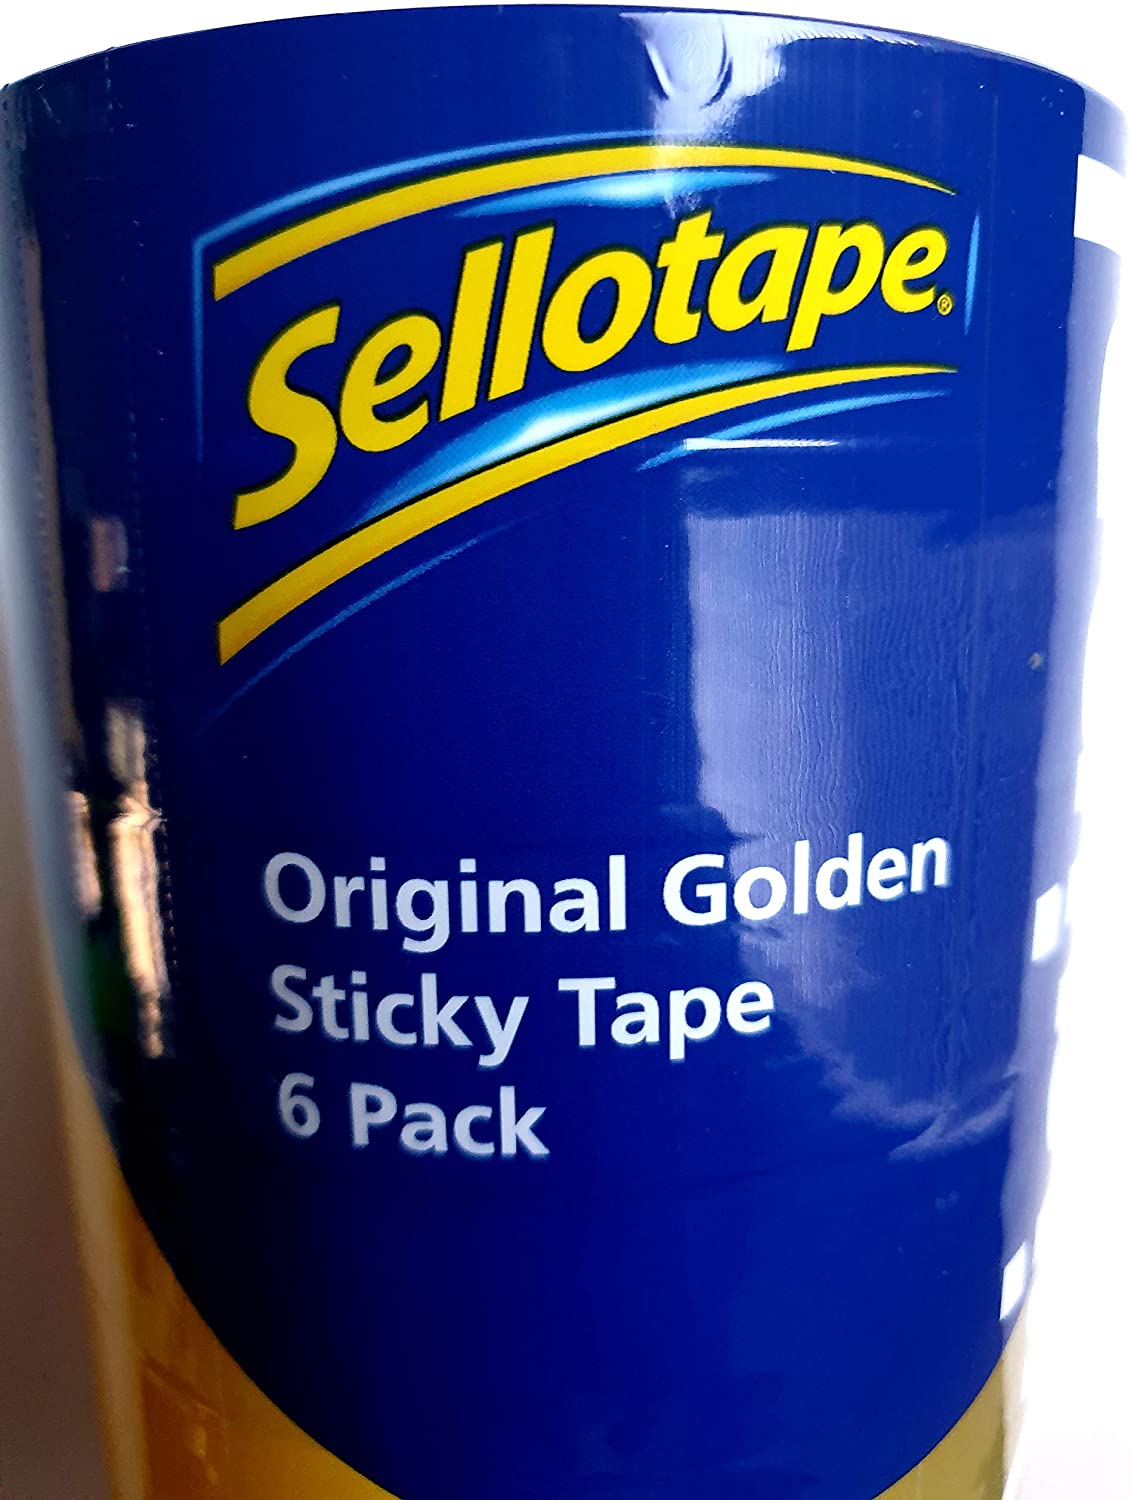 Sellotape®
Original Golden
Sticky Tape
6 Pack